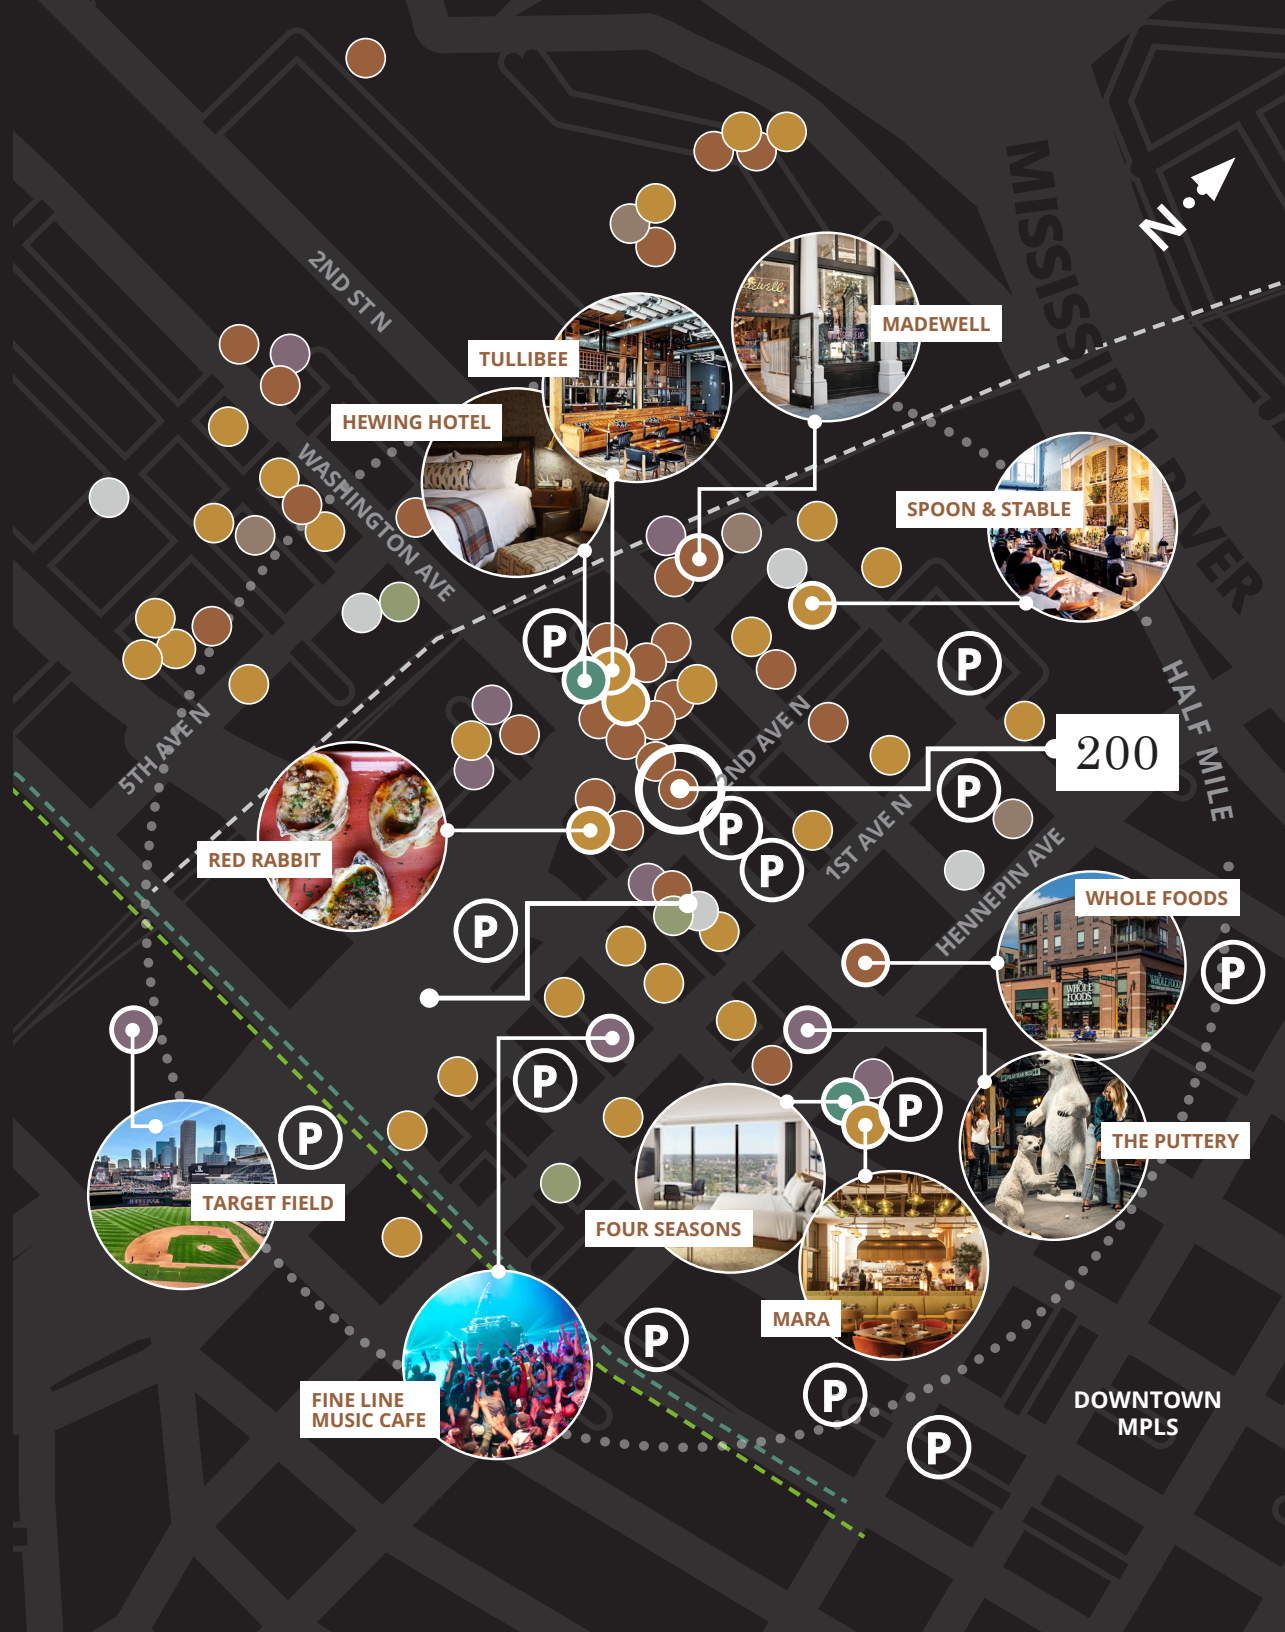 MISSISSIPPI RIVER
N
2ND ST N
MADEWELL
TULLIBEE
HEWING HOTEL
WASHINGTON AVE
SPOON & STABLE
P
P
HALF MILE
5TH AVE N
2ND AVE N
200
P
P
1ST AVE N
RED RABBIT
P
HENNEPIN AVE
WHOLE FOODS
P
P
WHOLE
FOODS
P
P
P
THE PUTTERY
TARGET FIELD
FOUR SEASONS
MARA
P
FINE LINE
MUSIC CAFE
P
DOWNTOWN
MPLS
P